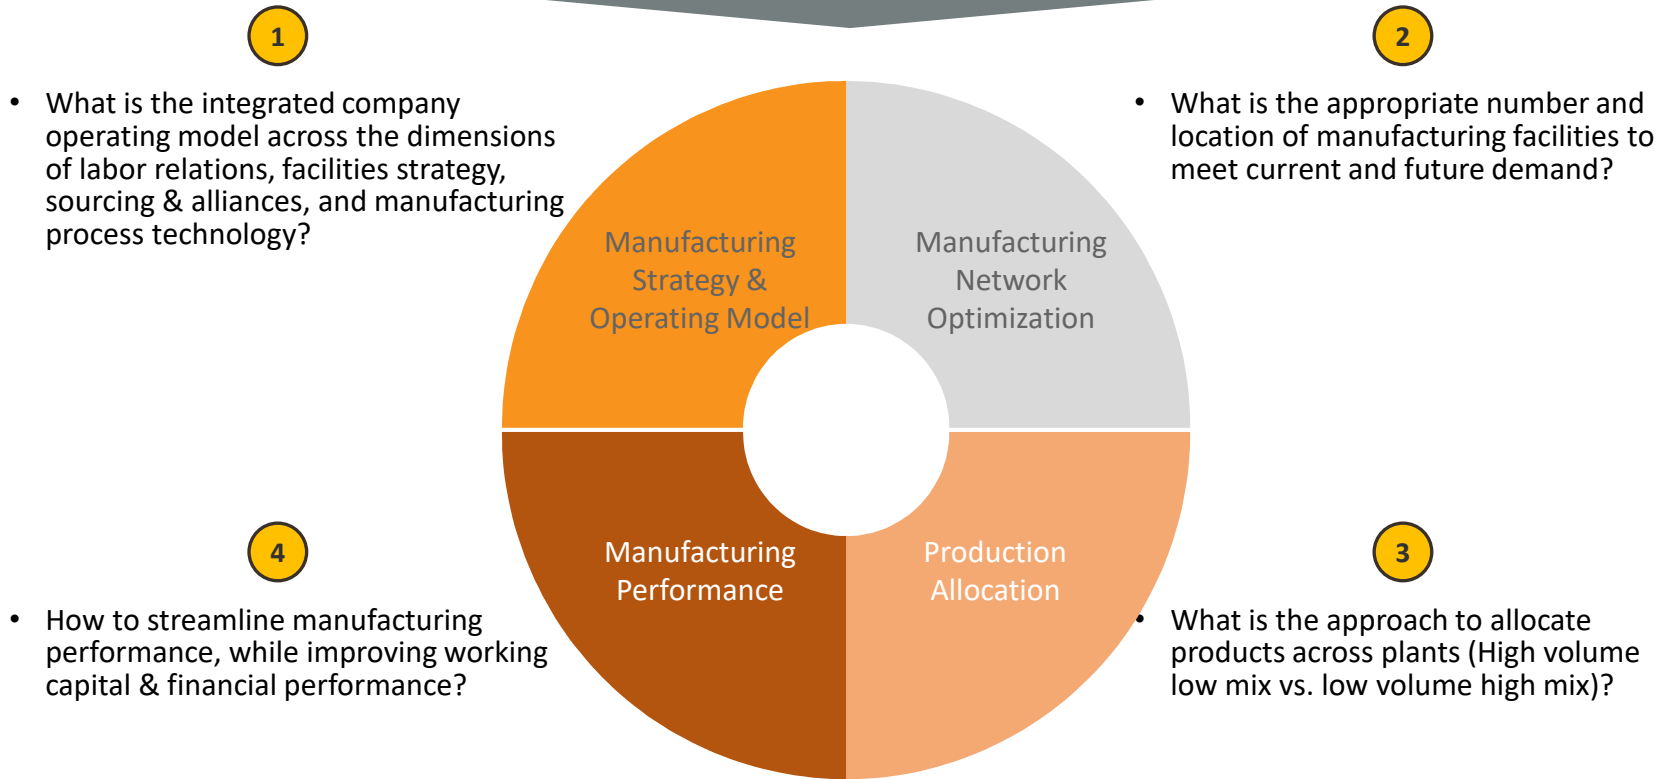 1
• What is the integrated company
operating model across the dimensions
of labor relations, facilities strategy,
sourcing & alliances, and manufacturing
process technology?
2
• What is the appropriate number and
location of manufacturing facilities to
meet current and future demand?
Manufacturing
Strategy &
Operating Model
Manufacturing
Network
Optimization
4
• How to streamline manufacturing
performance, while improving working
capital & financial performance?
Manufacturing
Performance
Production
Allocation
3
• What is the approach to allocate
products across plants (High volume
low mix vs. low volume high mix)?